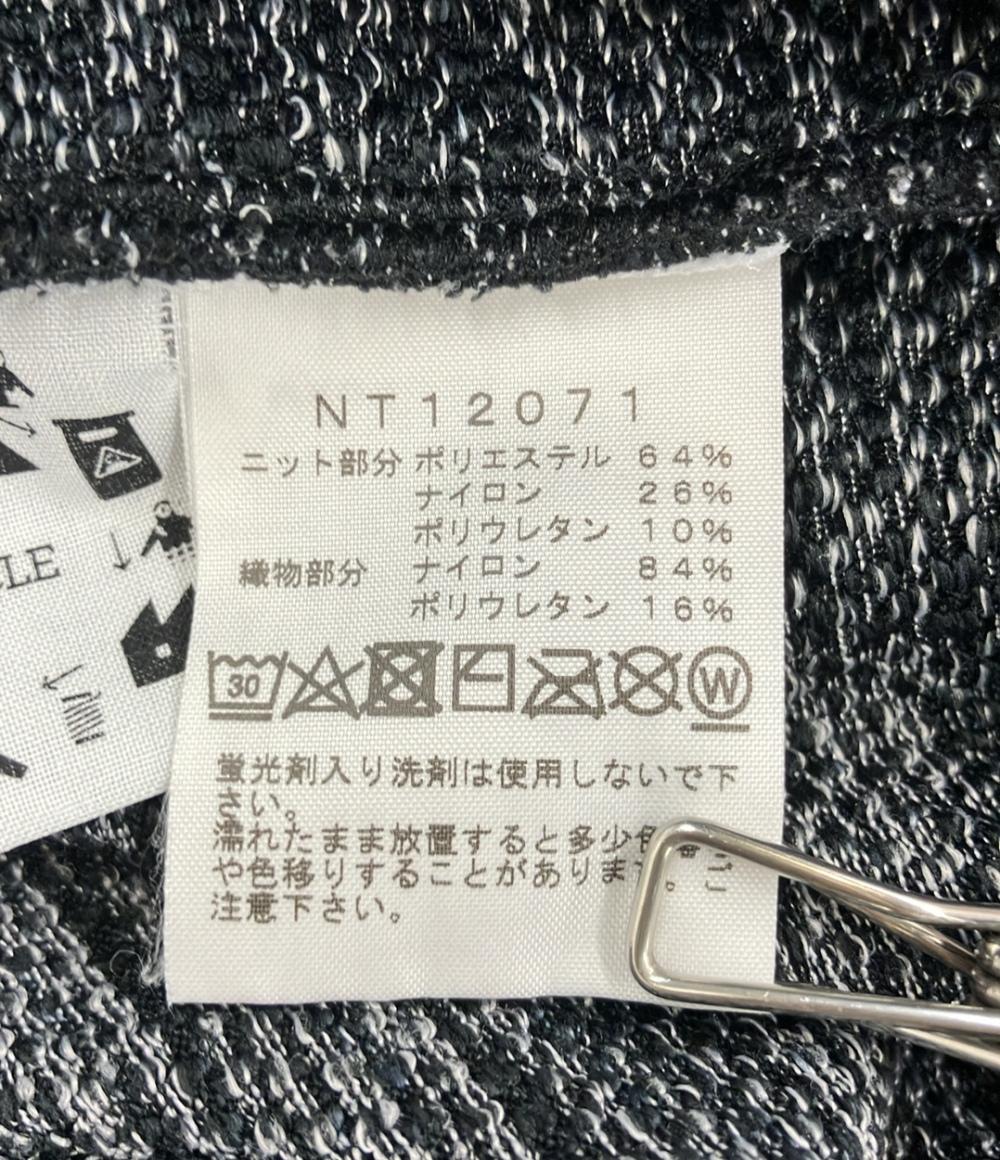 NT12071
ニット部分 ポリエステル 64%
ナイロン 26%
ポリウレタン 10%
織物部分 ナイロン 84%
ポリウレタン 16%
30
W
蛍光剤入り洗剤は使用しないで下
さい。
濡れたまま放置すると多少色
や色移りすることがありま。ご
注意下さい。
LE